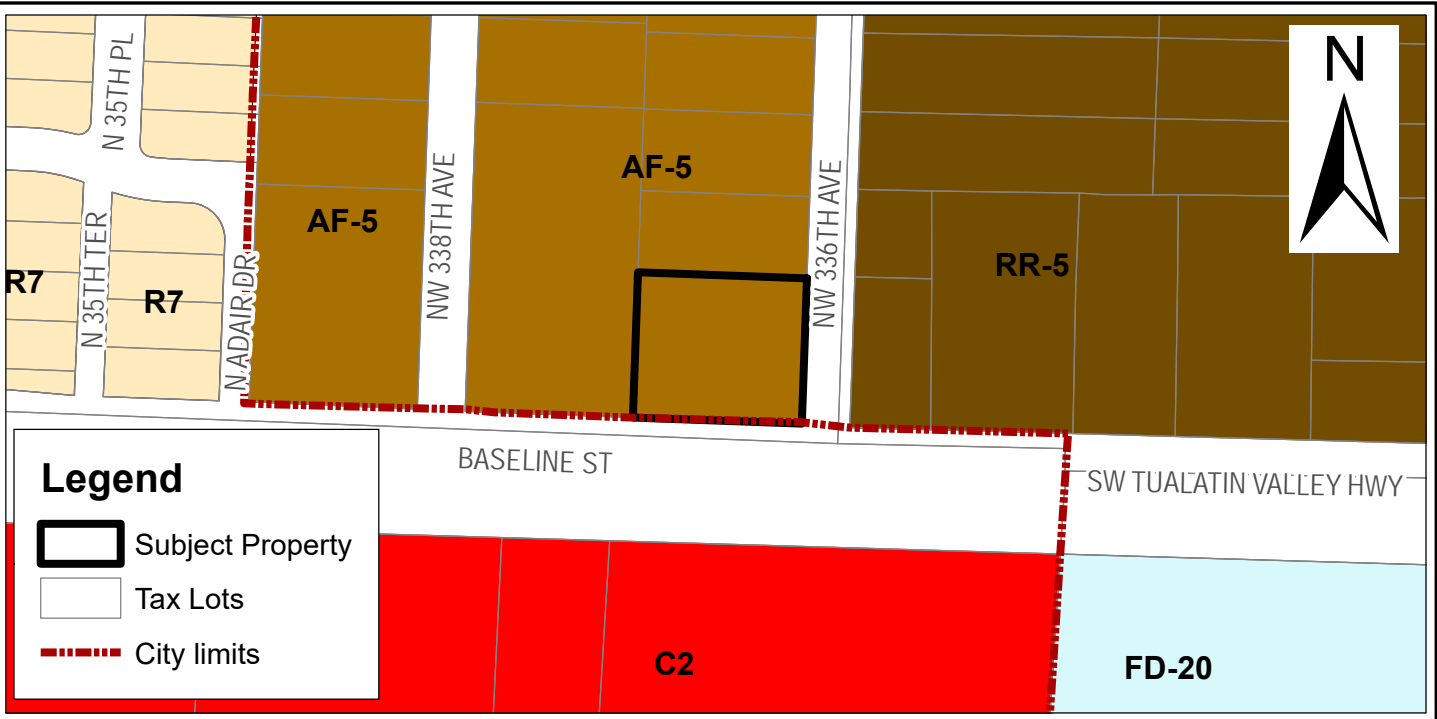 N 35TH PL
N
AF-5
AF-5
NW 338TH AVE
NW 336TH AVE
N 35TH TER
R7
R7
N ADAIR DR
RR-5
BASELINE ST
SW TUALATIN VALLEY HWY
Legend
Subject Property
Tax Lots
City limits
C2
FD-20